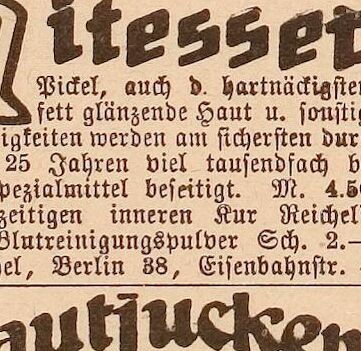 itesset
Pickel, auch d. hartnäckigsten
fett glänzende Haut u. sonstig
igkeiten werden am sichersten dur
25 Jahren viel tausendfach b
pezialmittel beseitigt. M. 4.50
zeitigen inneren Kur Reichel
Blutreinigungspulver Sch. 2.—
el, Berlin 38, Eisenbahnstr.
autjucken